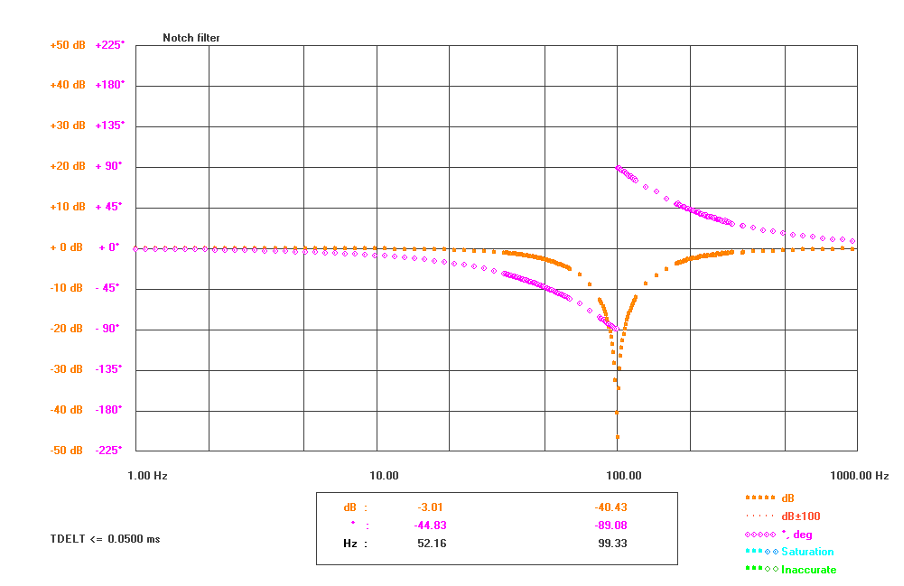 Notch filter
+50 dB +225°
+40 dB +180°
+30 dB +135°
+20 dB + 90°
+10 dB + 45°
+ 0 dB + 0°
-10 dB - 45°
-20 dB - 90°
-30 dB -135°
-40 dB -180°
-50 dB -225°
1.00 Hz 10.00 100.00 1000.00 Hz
dB : -3.01 -40.43
° : -44.83 -89.08
Hz : 52.16 99.33
TDELT <= 0.0500 ms
dB
dB±100
°, deg
Saturation
Inaccurate